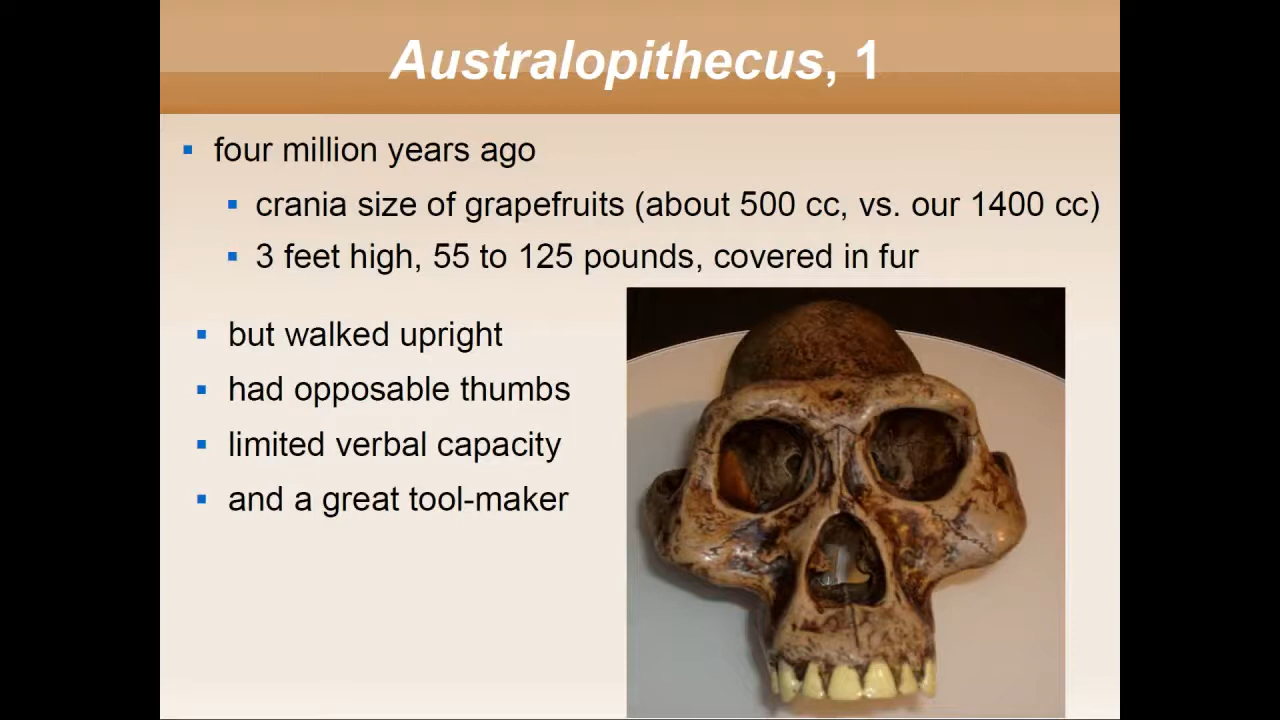 Australopithecus, 1
four million years ago
crania size of grapefruits (about 500 cc, vs. our 1400 cc)
3 feet high, 55 to 125 pounds, covered in fur
but walked upright
had opposable thumbs
limited verbal capacity
and a great tool-maker